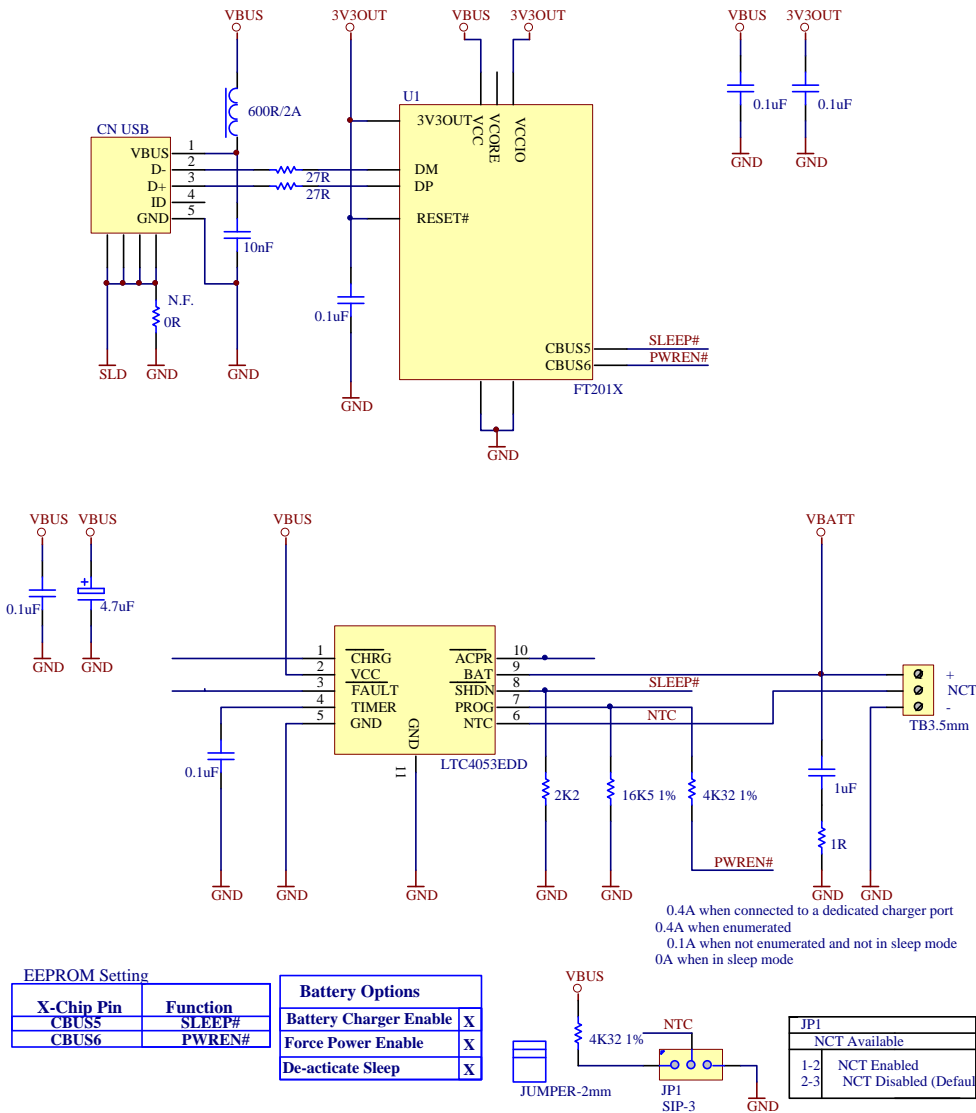 VBUS
3V3OUT
VBUS
3V3OUT
VBUS
3V3OUT
600R/2A
U1
3V3OUT
VCC
VCORE
VCCIO
0.1uF
0.1uF
GND
GND
CN USB
VBUS
1
D-
2
D+
3
ID
4
GND
5
27R
27R
DM
DP
RESET#
10nF
N.F.
0R
0.1uF
SLD
GND
GND
GND
CBUS5
SLEEP#
CBUS6
PWREN#
FT201X
GND
VBUS
VBUS
VBUS
VBATT
0.1uF
4.7uF
GND
GND
1
CHRG
2
VCC
3
FAULT
4
TIMER
5
GND
GND
11
ACPR
10
BAT
9
SHDN
8
SLEEP#
PROG
7
NTC
6
NTC
LTC4053EDD
+
NCT
-
TB3.5mm
0.1uF
2K2
16K5 1%
4K32 1%
1uF
1R
PWREN#
GND
GND
GND
GND
GND
GND
GND
0.4A when connected to a dedicated charger port
0.4A when enumerated
0.1A when not enumerated and not in sleep mode
0A when in sleep mode
EEPROM Setting
X-Chip Pin Function
CBUS5 SLEEP#
CBUS6 PWREN#
Battery Options
Battery Charger Enable X
Force Power Enable X
De-acticate Sleep X
JUMPER-2mm
VBUS
4K32 1%
NTC
JP1
SIP-3
GND
JP1
NCT Available
1-2 NCT Enabled
2-3 NCT Disabled (Defaul